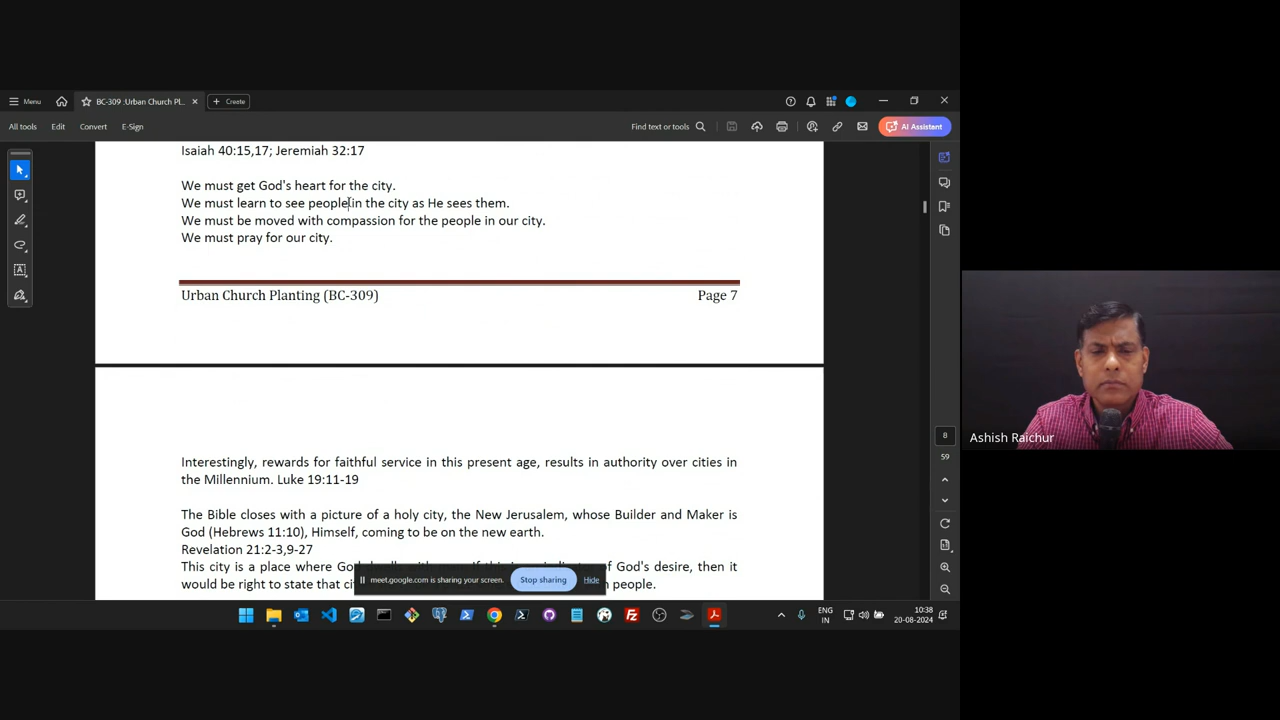 Menu
BC-309 :Urban Church Pl...
Create
All tools
Edit
Convert
E-Sign
Find text or tools
AI Assistant
Isaiah 40:15,17; Jeremiah 32:17
We must get God's heart for the city.
We must learn to see people in the city as He sees them.
We must be moved with compassion for the people in our city.
We must pray for our city.
Urban Church Planting (BC-309)
Page 7
Interestingly, rewards for faithful service in this present age, results in authority over cities in
the Millennium. Luke 19:11-19
The Bible closes with a picture of a holy city, the New Jerusalem, whose Builder and Maker is
God (Hebrews 11:10), Himself, coming to be on the new earth.
Revelation 21:2-3,9-27
This city is a place where God of God's desire, then it
would be right to state that people.
meet.google.com is sharing your screen.
Stop sharing
Hide
8
59
Ashish Raichur
ENG
IN
10:38
20-08-2024